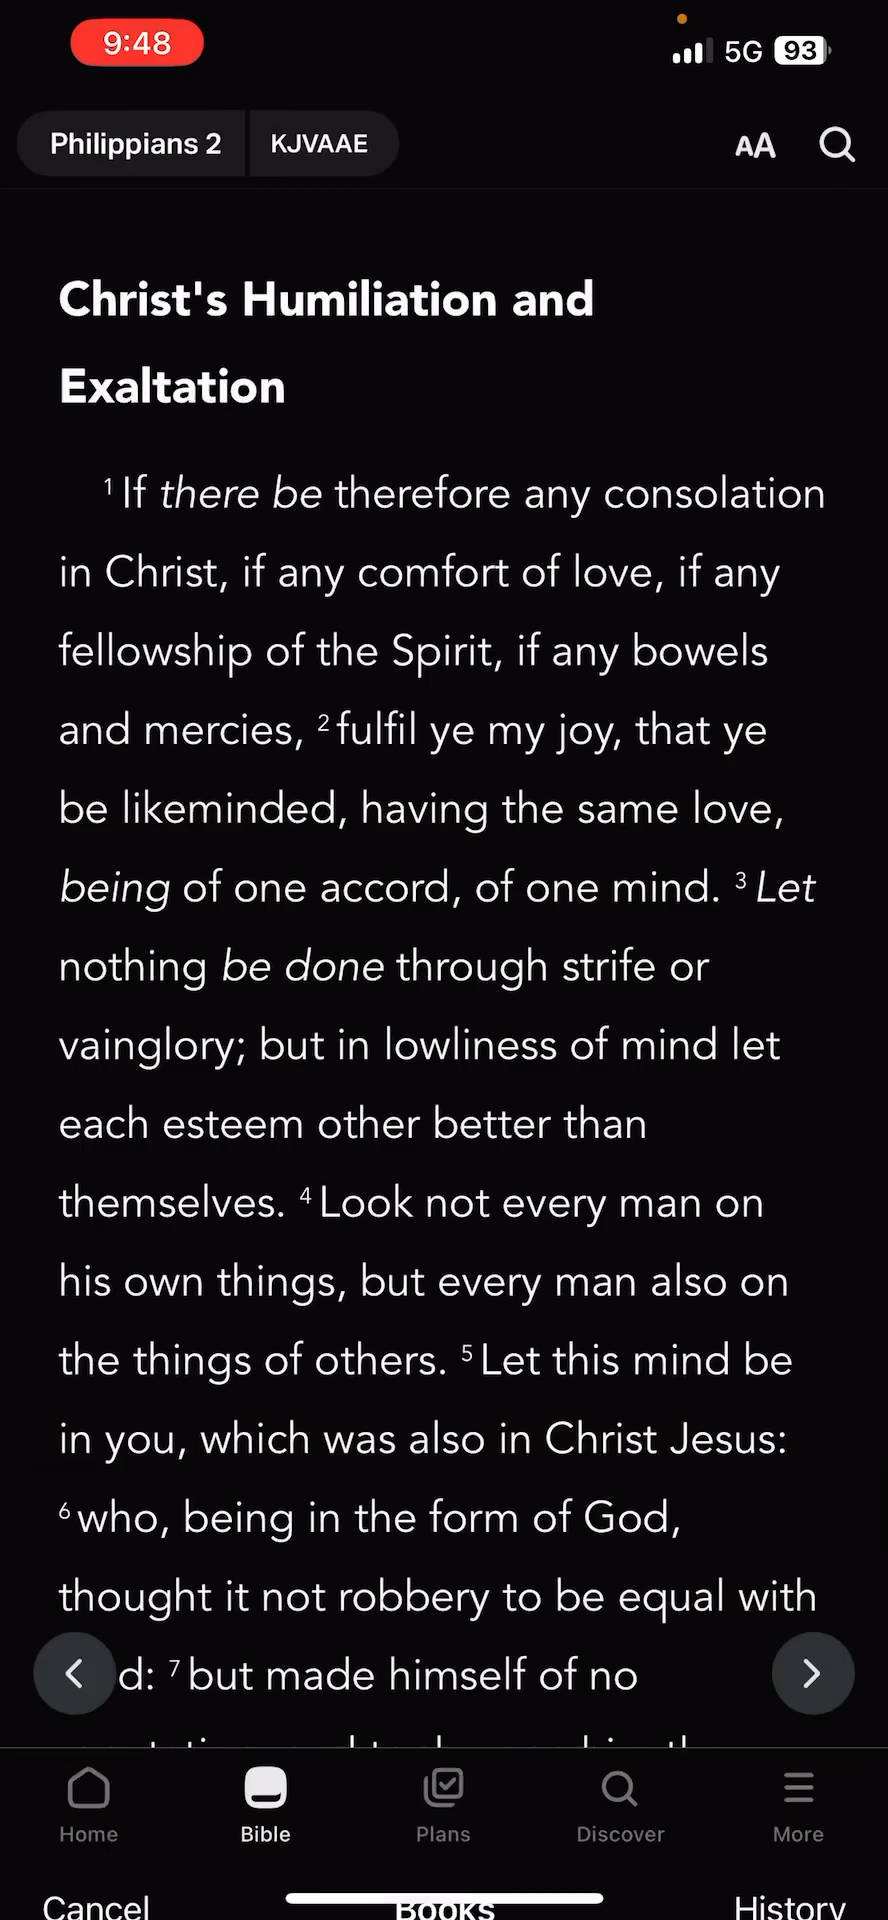 9:48
5G 93
Philippians 2 KJVAAE AA
Christ's Humiliation and
Exaltation
1 If there be therefore any consolation
in Christ, if any comfort of love, if any
fellowship of the Spirit, if any bowels
and mercies, 2 fulfil ye my joy, that ye
be likeminded, having the same love,
being of one accord, of one mind. 3 Let
nothing be done through strife or
vainglory; but in lowliness of mind let
each esteem other better than
themselves. 4 Look not every man on
his own things, but every man also on
the things of others. 5 Let this mind be
in you, which was also in Christ Jesus:
6 who, being in the form of God,
thought it not robbery to be equal with
d: 7 but made himself of no
Home Bible Plans Discover More
Cancel Books History